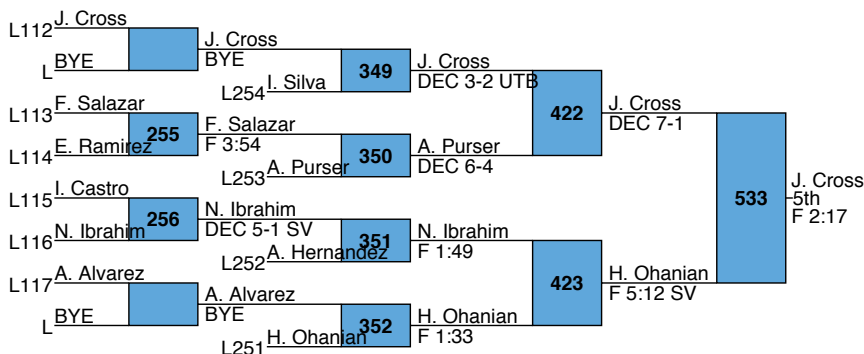 L112 J. Cross
L BYE
J. Cross
BYE
L254 I. Silva
349
J. Cross
DEC 3-2 UTB
L113 F. Salazar
L114 E. Ramirez
255
F. Salazar
F 3:54
L253 A. Purser
350
A. Purser
DEC 6-4
422
J. Cross
DEC 7-1
L115 I. Castro
L116 N. Ibrahim
256
N. Ibrahim
DEC 5-1 SV
L252 A. Hernandez
351
N. Ibrahim
F 1:49
L117 A. Alvarez
L BYE
A. Alvarez
BYE
L251 H. Ohanian
352
H. Ohanian
F 1:33
423
H. Ohanian
F 5:12 SV
533
J. Cross
5th
F 2:17